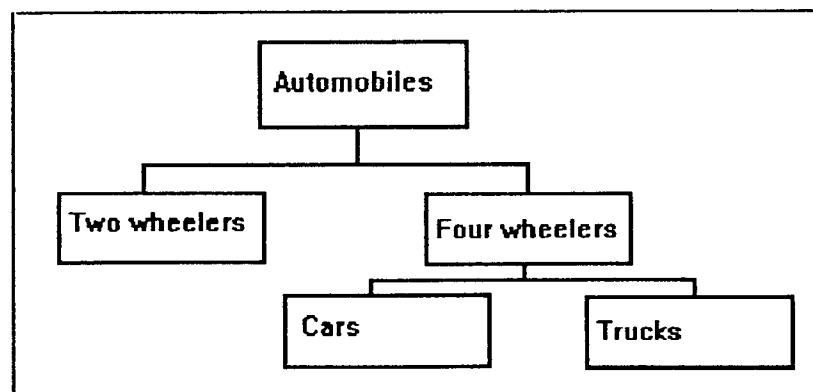 Automobiles
Two wheelers
Four wheelers
Cars
Trucks